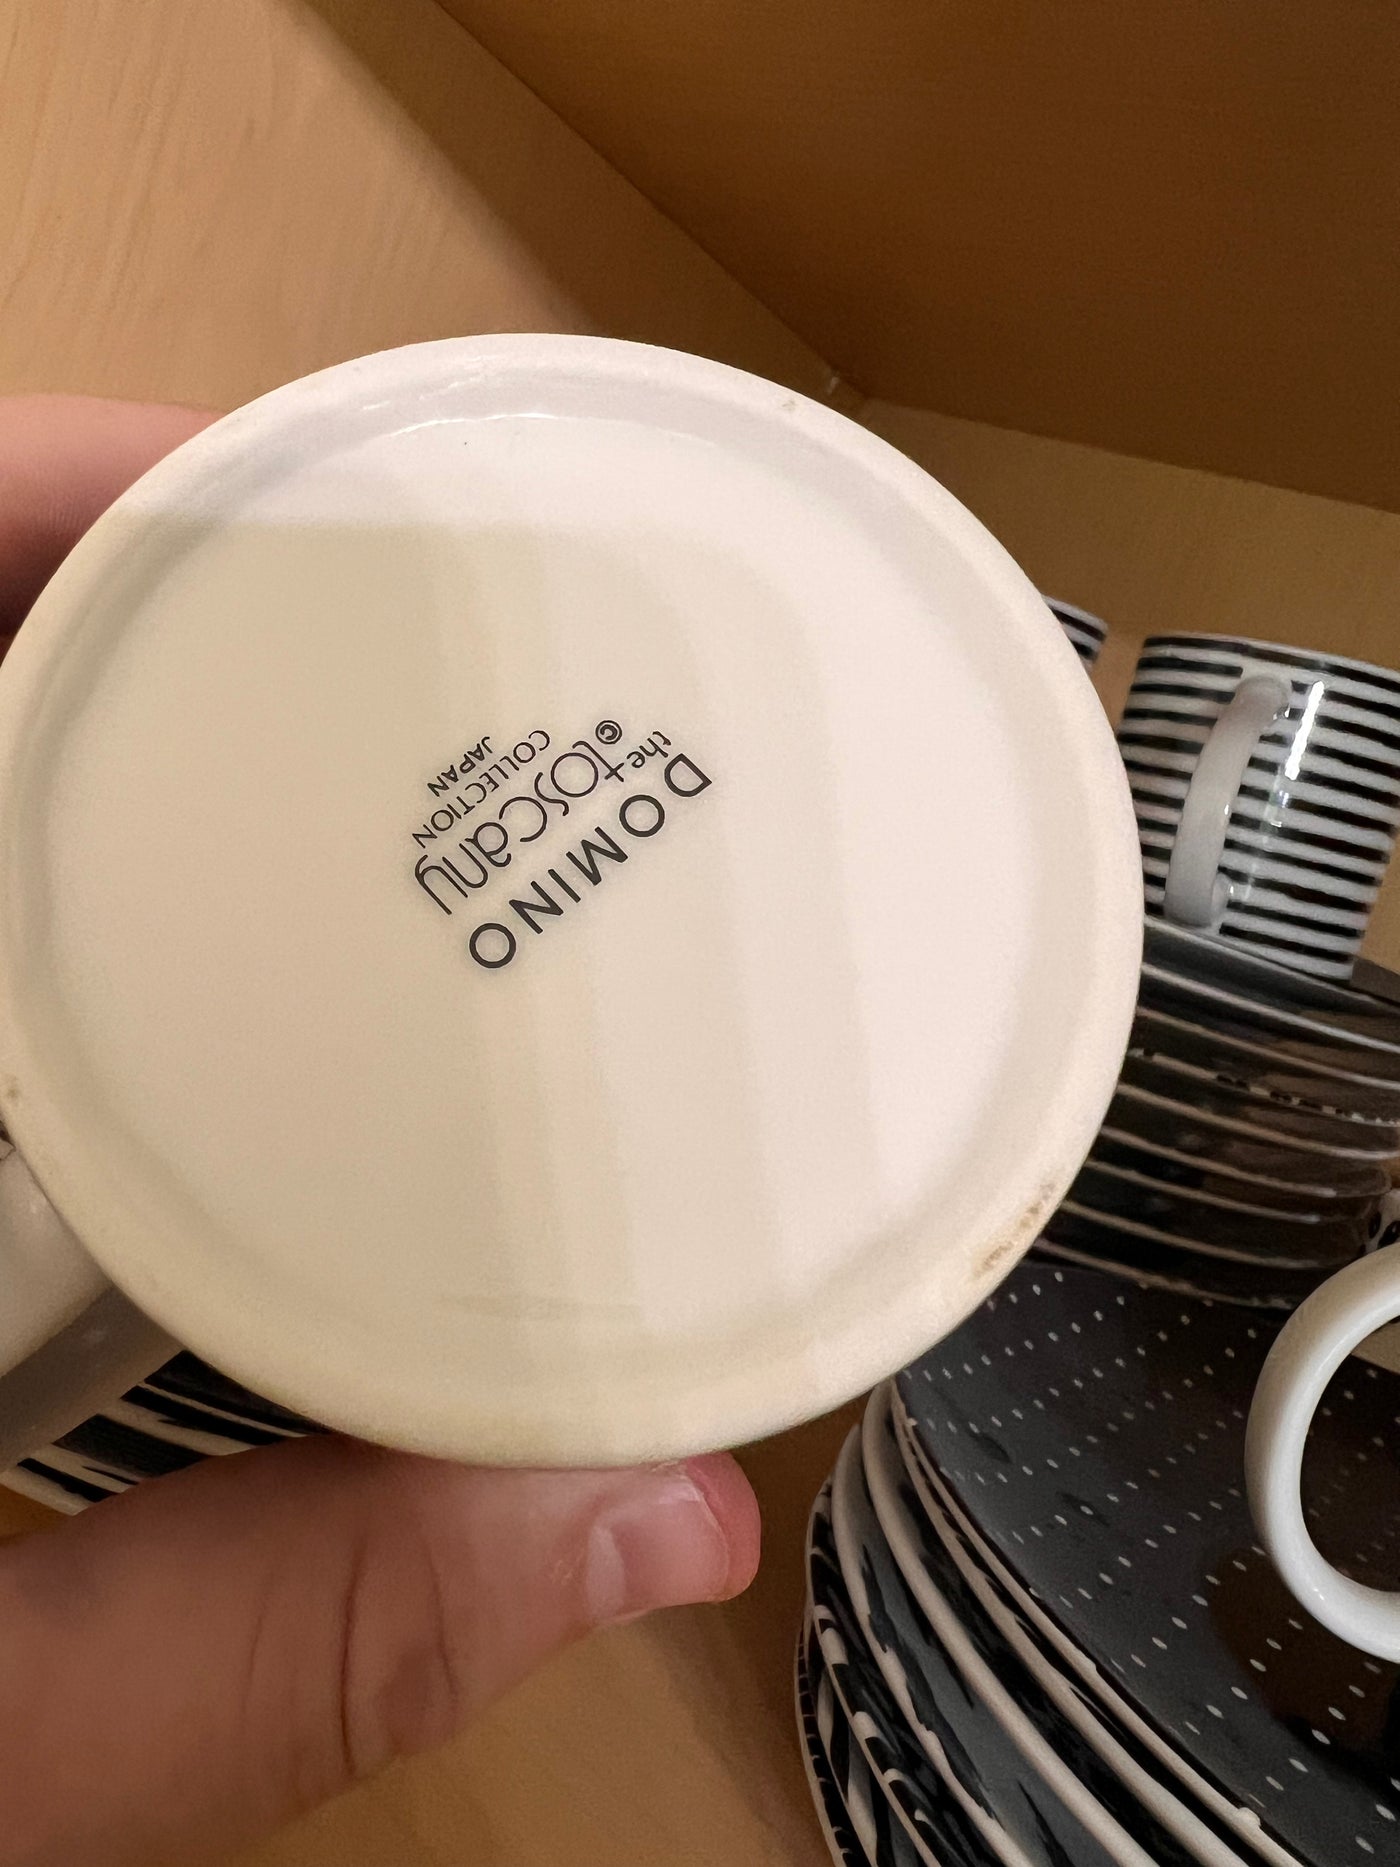 DOMINO
the toscany
© COLLECTION
JAPAN